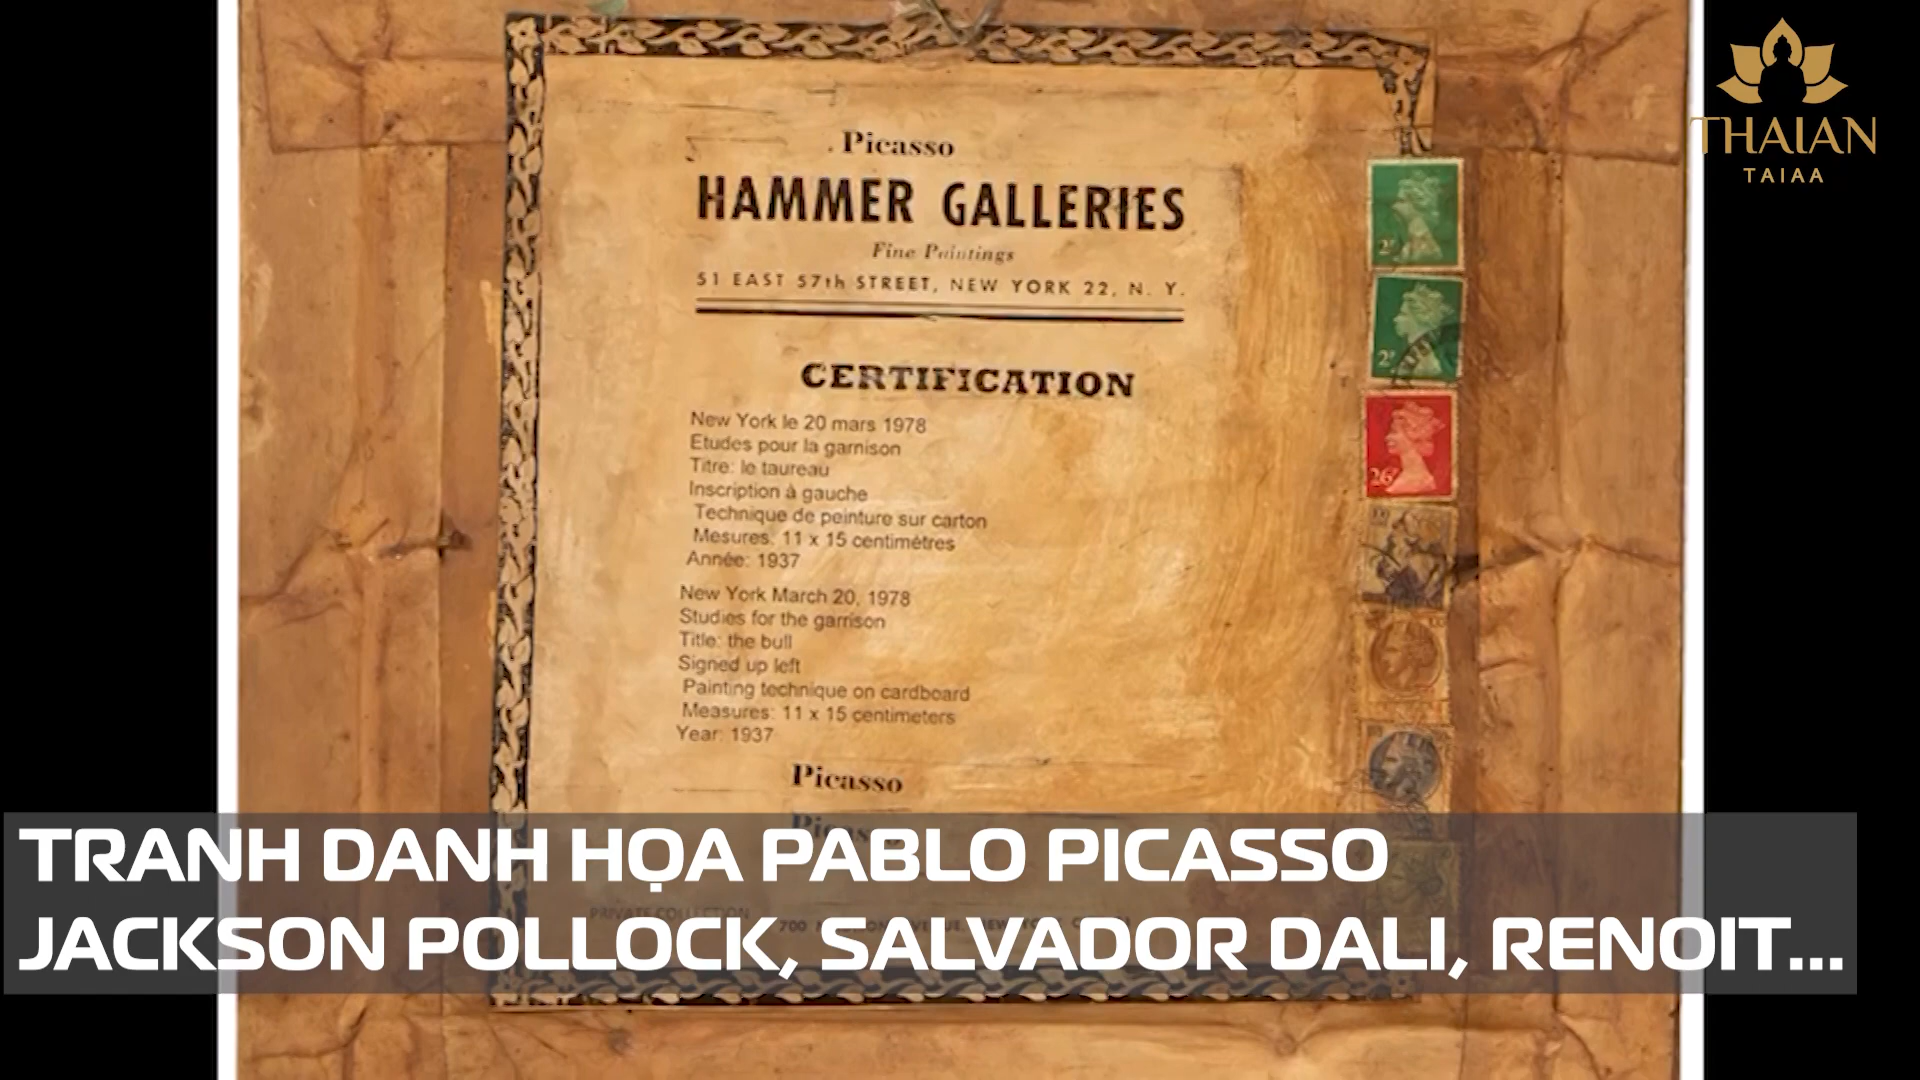 THAIAN
TAIAA
Picasso
HAMMER GALLERIES
Fine Paintings
51 EAST 57th STREET, NEW YORK 22, N. Y.
CERTIFICATION
New York le 20 mars 1978
Etudes pour la garnison
Titre: le taureau
Inscription à gauche
Technique de peinture sur carton
Mesures: 11 x 15 centimètres
Année: 1937
New York March 20, 1978
Studies for the garrison
Title: the bull
Signed up left
Painting technique on cardboard
Measures: 11 x 15 centimeters
Year: 1937
Picasso
Picasso
PRIVATE COLLECTION
TRANH DANH HỌA PABLO PICASSO
JACKSON POLLOCK, SALVADOR DALI, RENOIT...